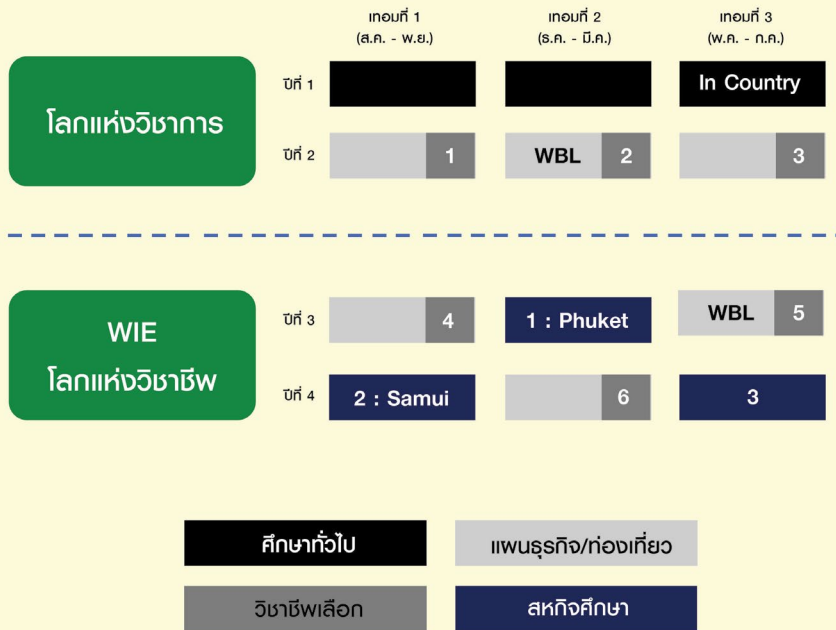 เทอมที่ 1 เทอมที่ 2 เทอมที่ 3
(ส.ค. - พ.ย.) (ธ.ค. - มี.ค.) (พ.ค. - ก.ค.)
โลกแห่งวิชาการ
ปีที่ 1 In Country
ปีที่ 2 1 WBL 2 3
WIE
โลกแห่งวิชาชีพ
ปีที่ 3 4 1 : Phuket WBL 5
ปีที่ 4 2 : Samui 6 3
ศึกษาทั่วไป แผนธุรกิจ/ท่องเที่ยว
วิชาชีพเลือก สหกิจศึกษา